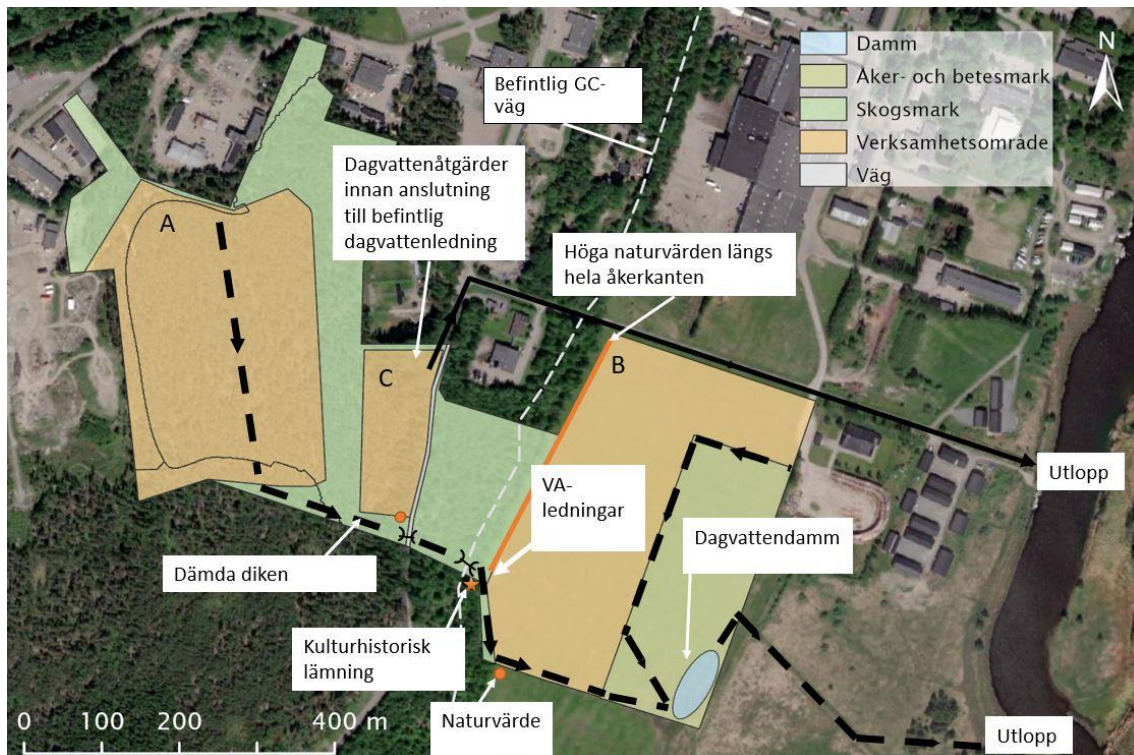 Damm
Åker- och betesmark
Skogsmark
Verksamhetsområde
Väg
N
Befintlig GC-
väg
Dagvattenåtgärder
innan anslutning
till befintlig
dagvattenledning
Höga naturvärden längs
hela åkerkanten
A
B
C
VA-
ledningar
Utlopp
Dagvattendamm
Dämda diken
Kulturhistorisk
lämning
Naturvärde
Utlopp
0 100 200 400 m